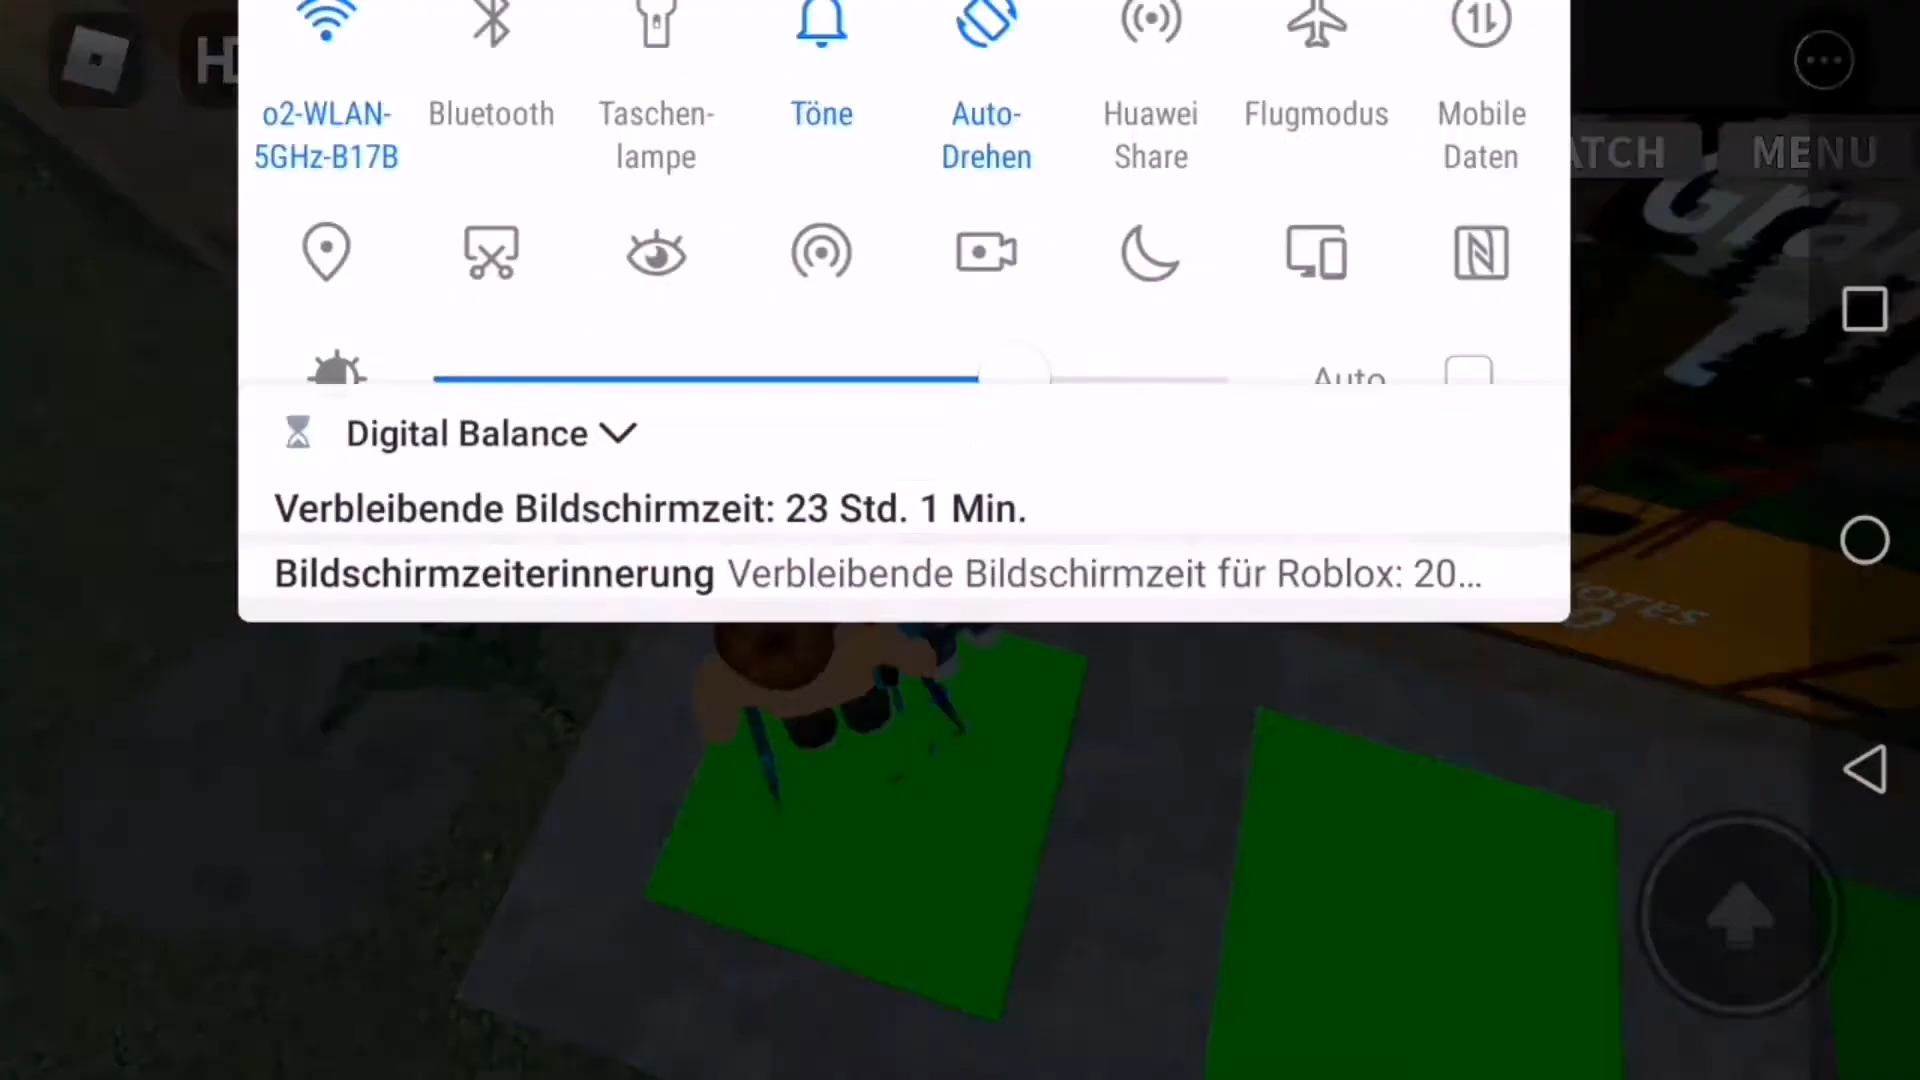 HD
o2-WLAN-
5GHz-B17B
Bluetooth
Taschen-
lampe
Töne
Auto-
Drehen
Huawei
Share
Flugmodus
Mobile
Daten
MENU
Auto
Digital Balance
Verbleibende Bildschirmzeit: 23 Std. 1 Min.
Bildschirmzeiterinnerung Verbleibende Bildschirmzeit für Roblox: 20...